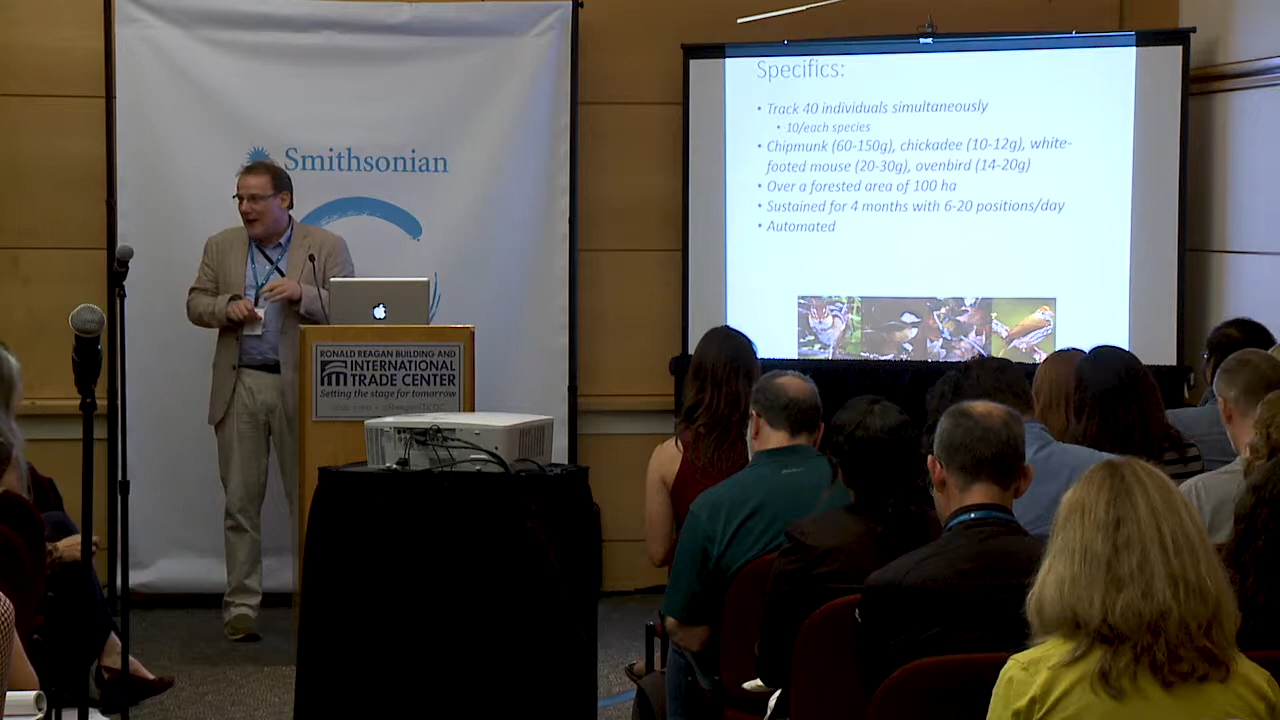 Specifics:
• Track 40 individuals simultaneously
• 10/each species
• Chipmunk (60-150g), chickadee (10-12g), white-
footed mouse (20-30g), ovenbird (14-20g)
• Over a forested area of 100 ha
• Sustained for 4 months with 6-20 positions/day
• Automated
Smithsonian
RONALD REAGAN BUILDING AND
INTERNATIONAL
TRADE CENTER
Setting the stage for tomorrow